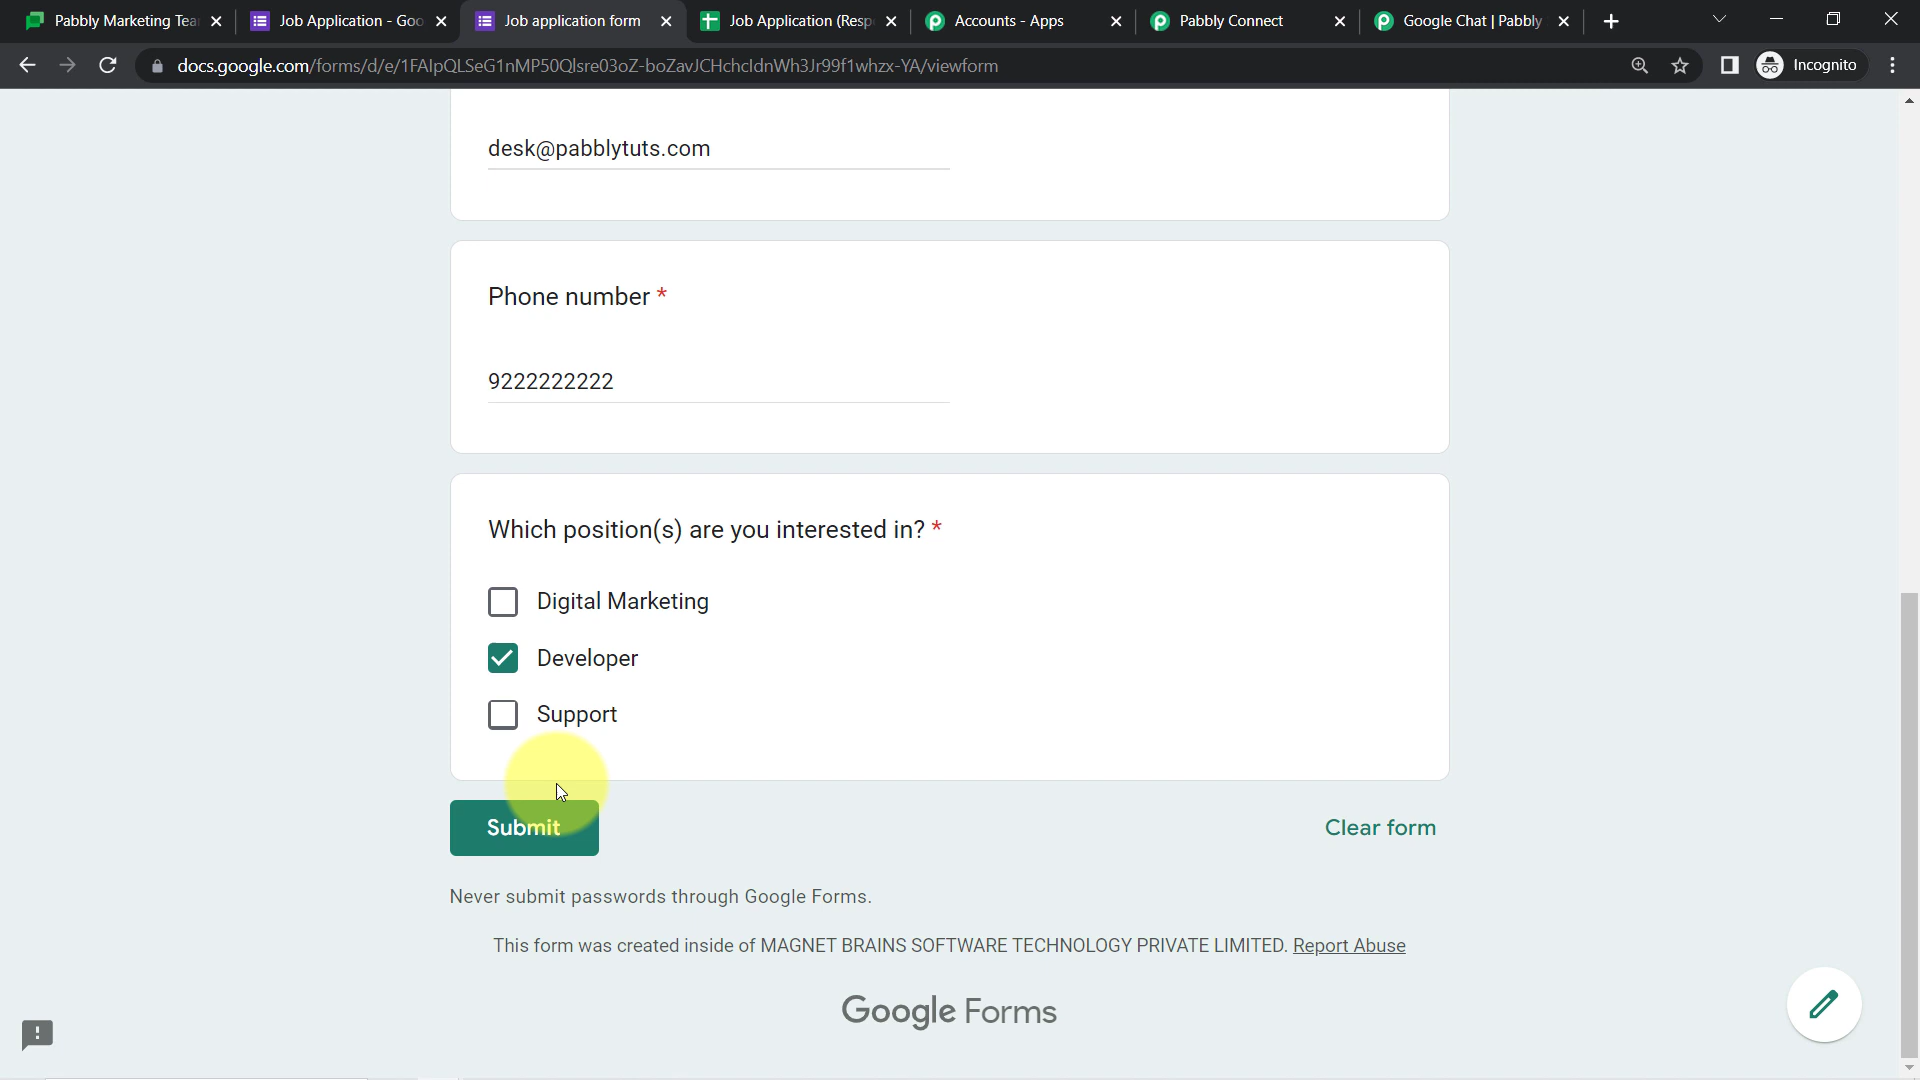 Pabbly Marketing Tea
Job Application - Goo
Job application form
Job Application (Resp
Accounts - Apps
Pabbly Connect
Google Chat | Pabbly
docs.google.com/forms/d/e/1FAIpQLSeG1nMP50Qlsre03oZ-boZavJCHchcIdnWh3Jr99f1whzx-YA/viewform
Incognito
desk@pabblytuts.com
Phone number *
9222222222
Which position(s) are you interested in? *
Digital Marketing
Developer
Support
Submit
Clear form
Never submit passwords through Google Forms.
This form was created inside of MAGNET BRAINS SOFTWARE TECHNOLOGY PRIVATE LIMITED. Report Abuse
Google Forms